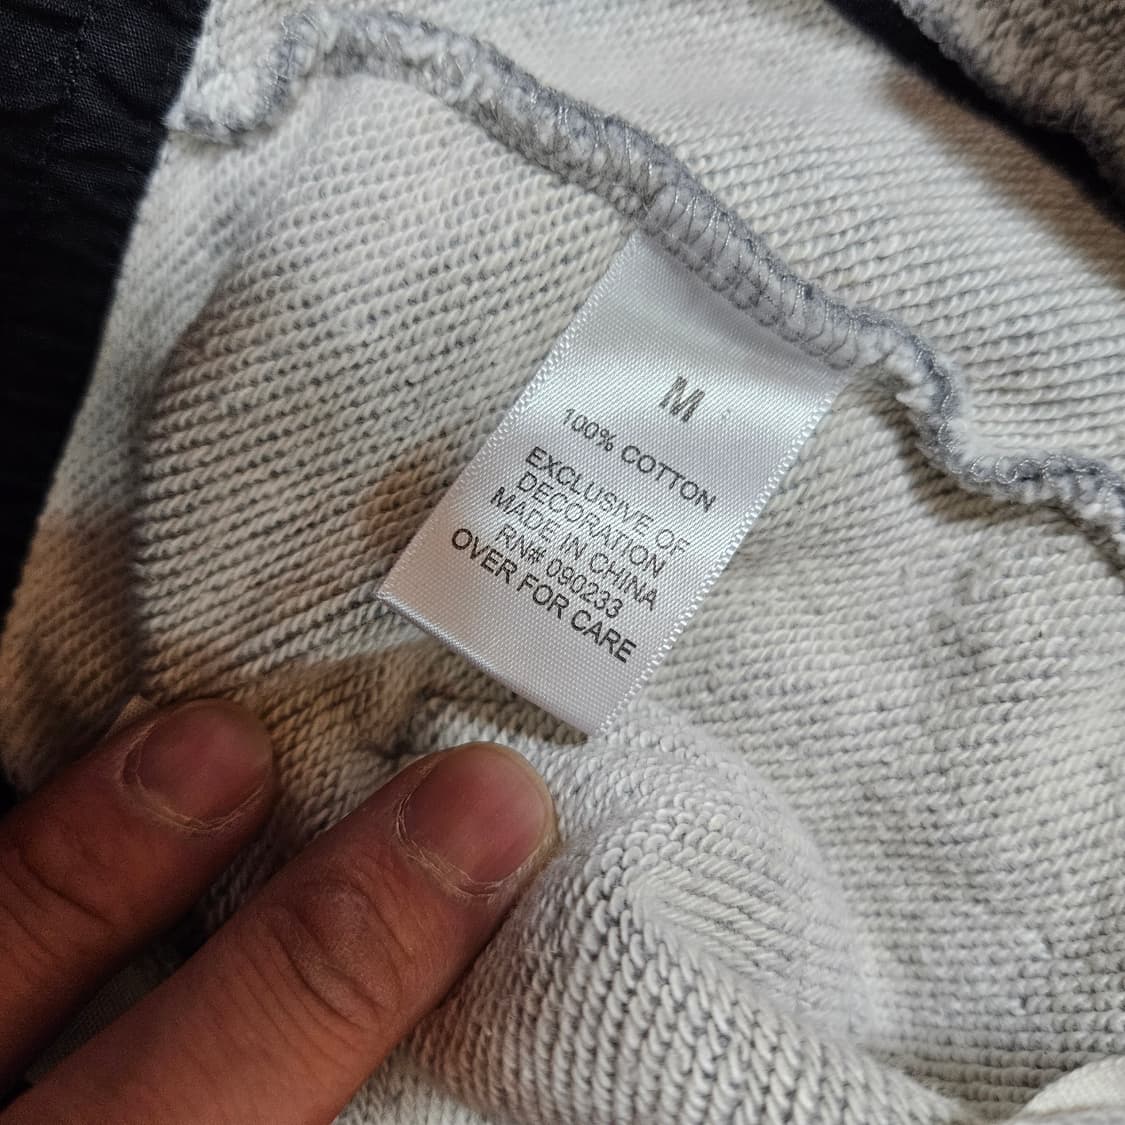 M
100% COTTON
EXCLUSIVE OF
DECORATION
MADE IN CHINA
RN# 090233
OVER FOR CARE